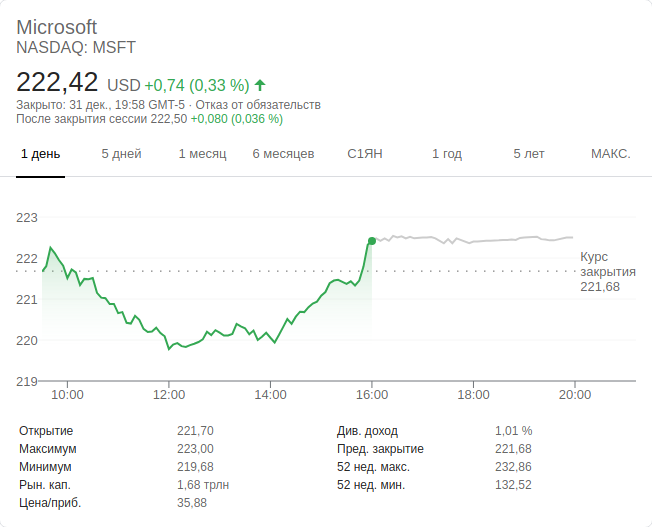 Microsoft
NASDAQ: MSFT
222,42 USD +0,74 (0,33 %)
Закрыто: 31 дек., 19:58 GMT-5 · Отказ от обязательств
После закрытия сессии 222,50 +0,080 (0,036 %)
1 день 5 дней 1 месяц 6 месяцев С1ЯН 1 год 5 лет МАКС.
223
222
221
220
219
Курс
закрытия
221,68
10:00 12:00 14:00 16:00 18:00 20:00
Открытие 221,70 Див. доход 1,01 %
Максимум 223,00 Пред. закрытие 221,68
Минимум 219,68 52 нед. макс. 232,86
Рын. кап. 1,68 трлн 52 нед. мин. 132,52
Цена/приб. 35,88